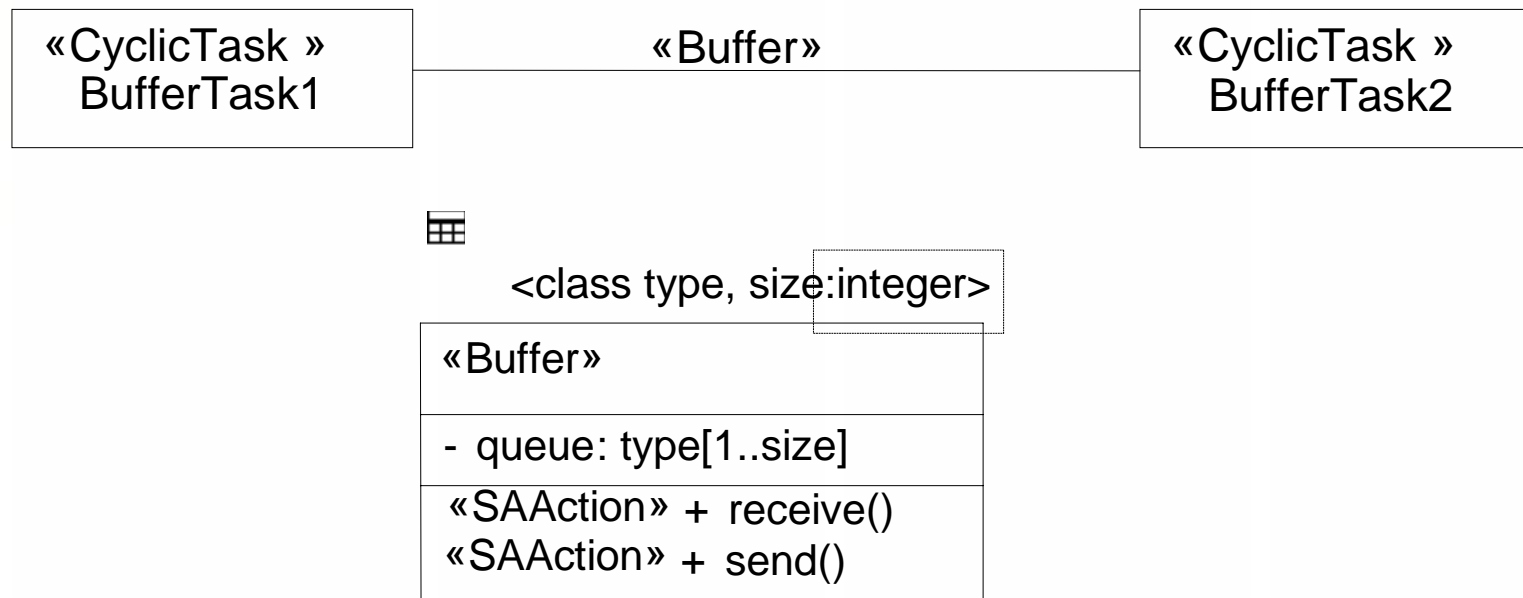 «CyclicTask »
BufferTask1
«Buffer»
«CyclicTask »
BufferTask2
<class type, size:integer>
«Buffer»
- queue: type[1..size]
«SAAction» + receive()
«SAAction» + send()